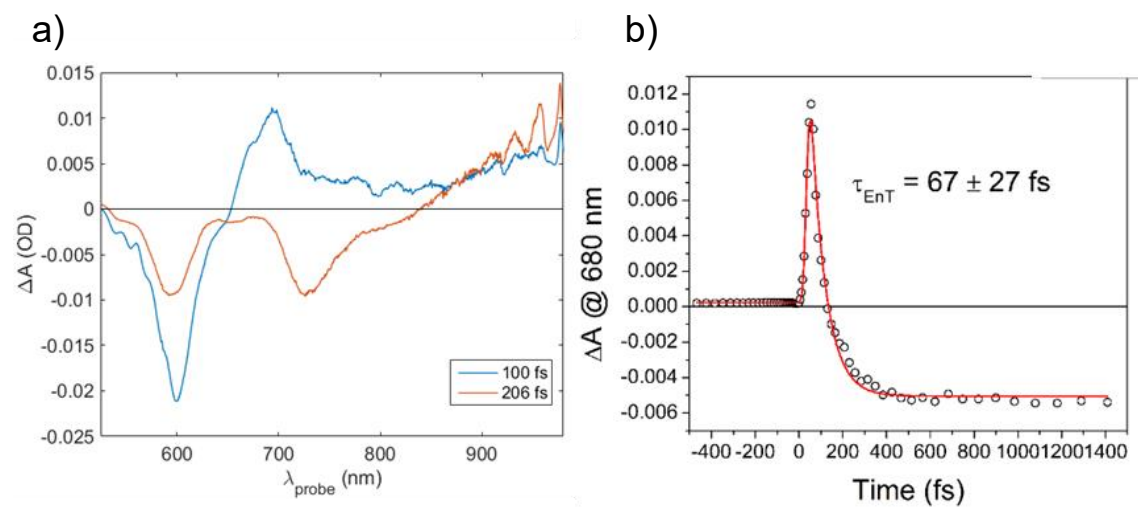 a)
0.015
0.01
0.005
0
-0.005
-0.01
-0.015
-0.02
-0.025
ΔA (OD)
600
700
800
900
λprobe (nm)
100 fs
206 fs
b)
0.012
0.010
0.008
0.006
0.004
0.002
0.000
-0.002
-0.004
-0.006
ΔA @ 680 nm
τEnT = 67 ± 27 fs
-400 -200 0 200 400 600 800 1000 1200 1400
Time (fs)